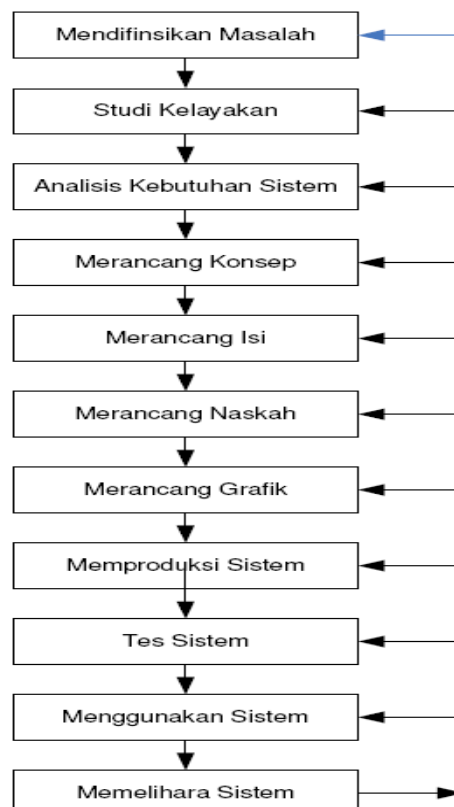 Mendifinsikan Masalah
Studi Kelayakan
Analisis Kebutuhan Sistem
Merancang Konsep
Merancang Isi
Merancang Naskah
Merancang Grafik
Memproduksi Sistem
Tes Sistem
Menggunakan Sistem
Memelihara Sistem